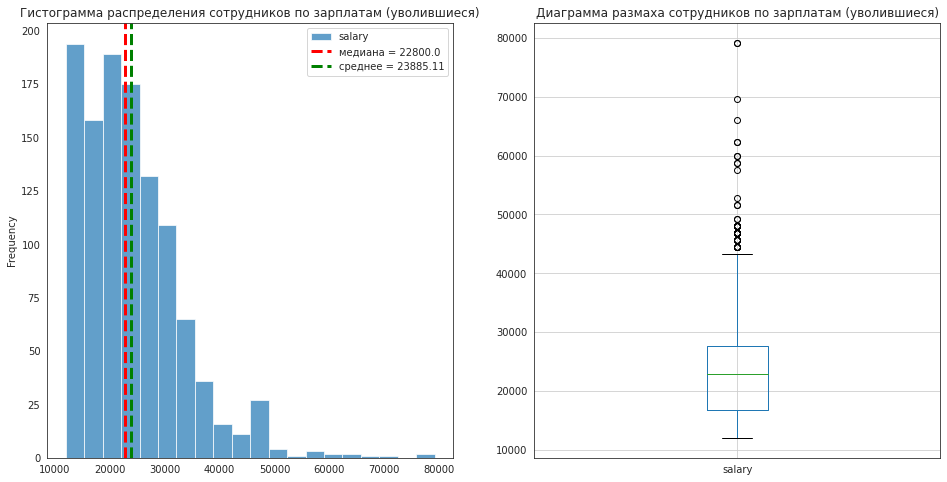 Гистограмма распределения сотрудников по зарплатам (уволившиеся)
salary
медиана = 22800.0
среднее = 23885.11
Frequency
200
175
150
125
100
75
50
25
0
10000 20000 30000 40000 50000 60000 70000 80000
Диаграмма размаха сотрудников по зарплатам (уволившиеся)
80000
70000
60000
50000
40000
30000
20000
10000
salary